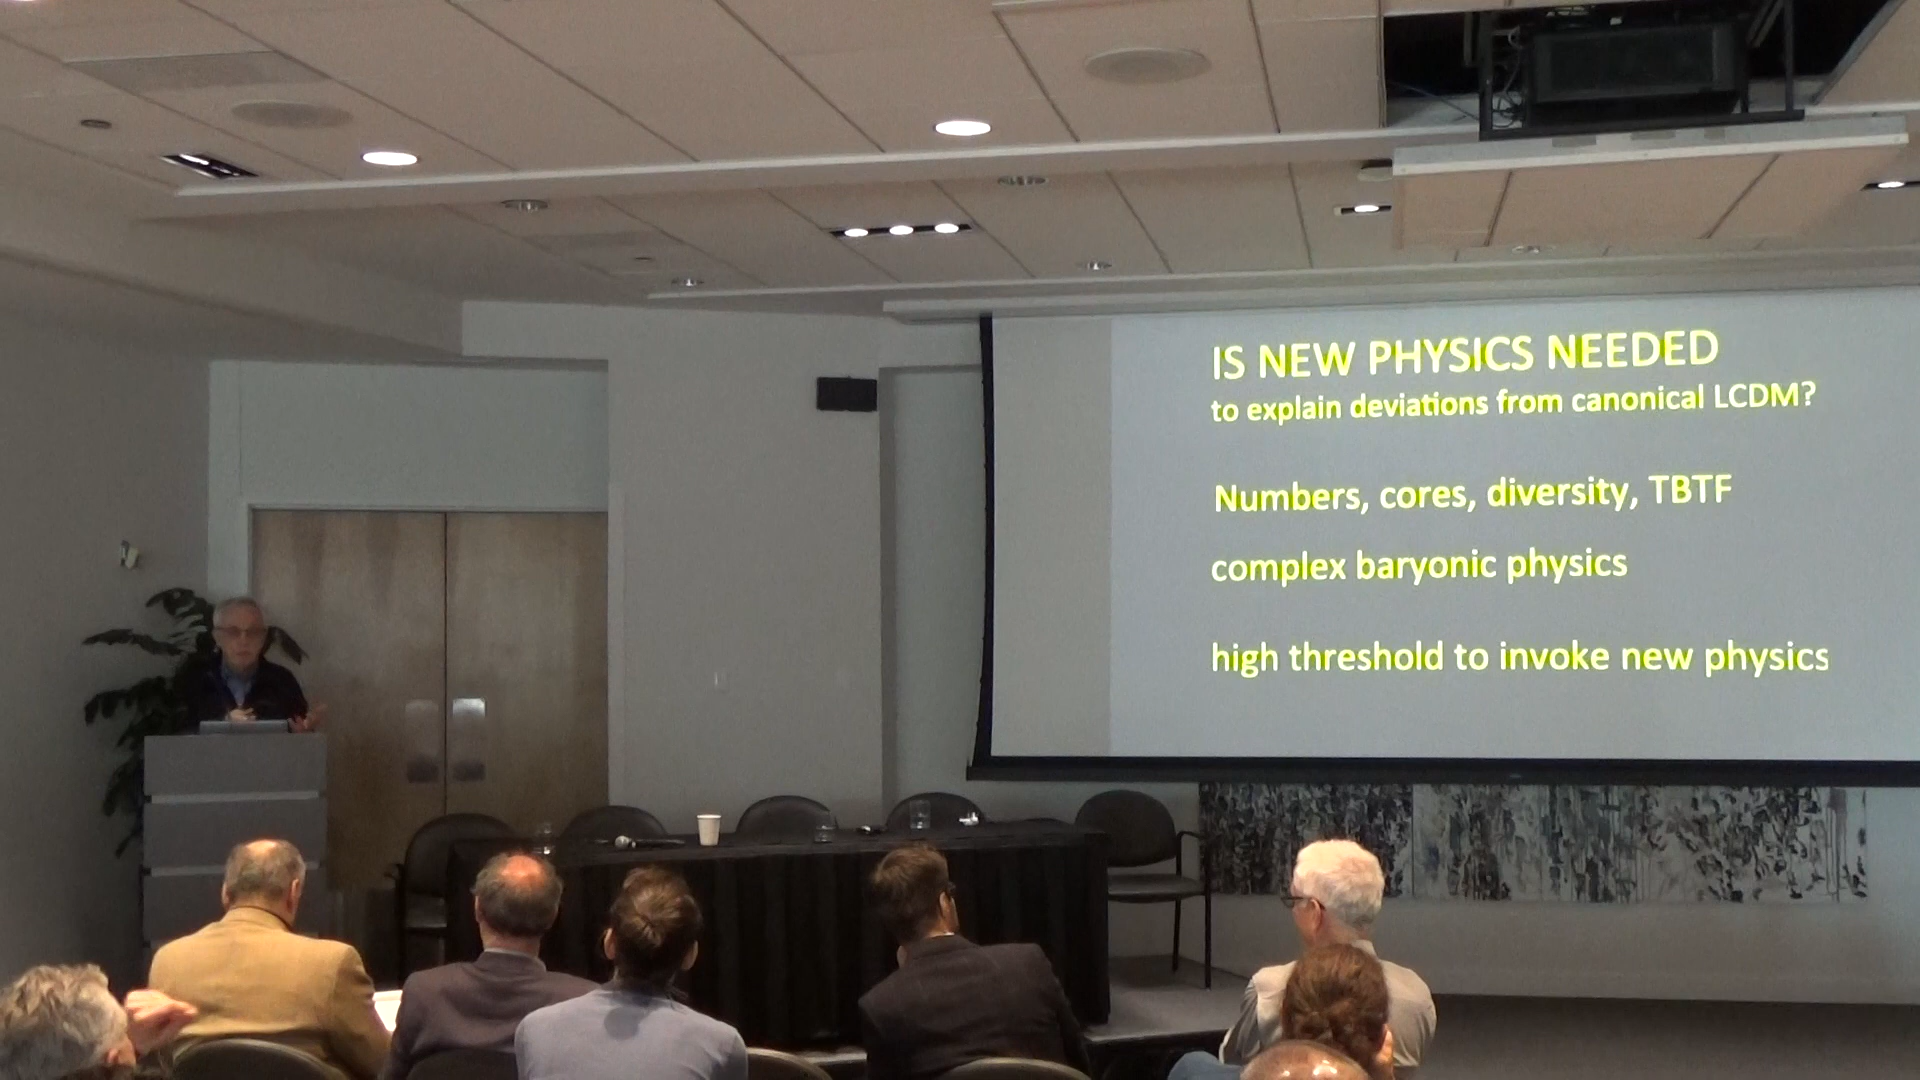 IS NEW PHYSICS NEEDED
to explain deviations from canonical LCDM?
Numbers, cores, diversity, TBTF
complex baryonic physics
high threshold to invoke new physics